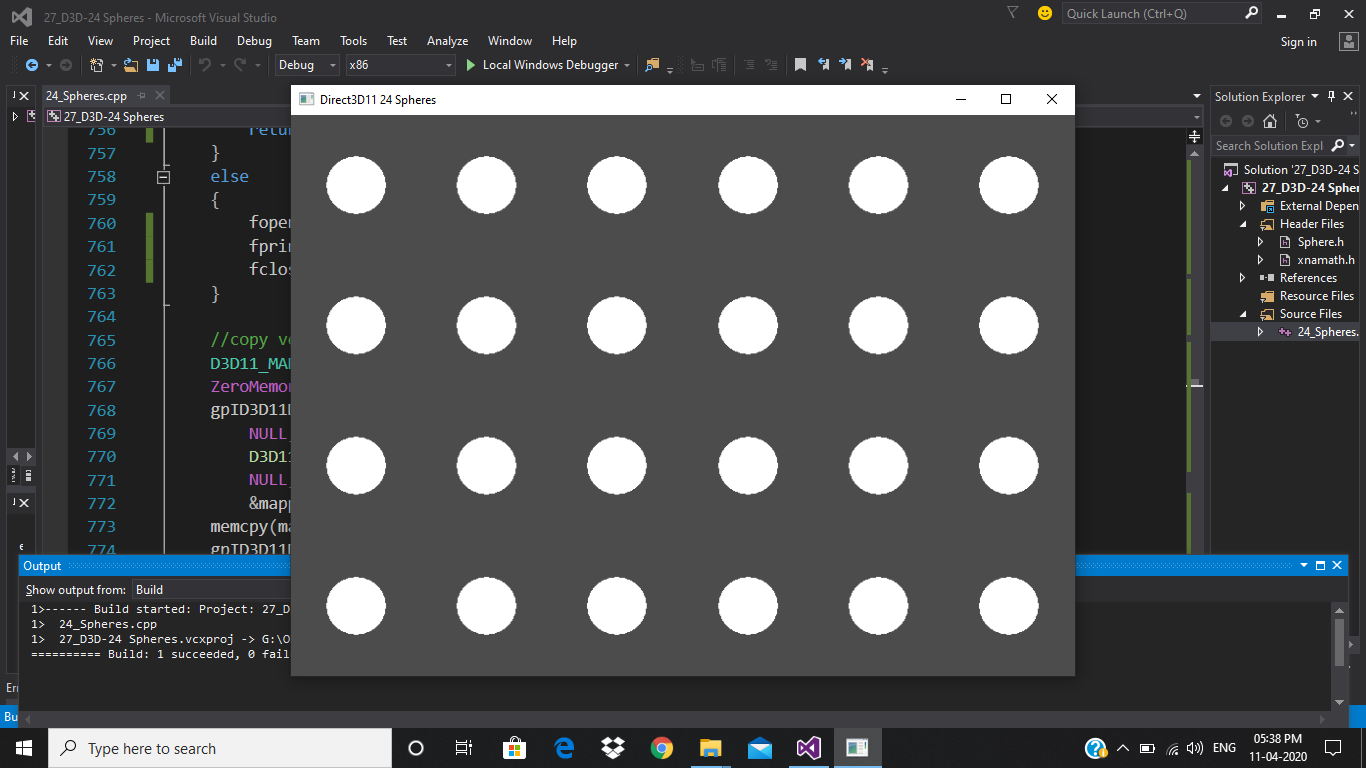 27_D3D-24 Spheres - Microsoft Visual Studio
Quick Launch (Ctrl+Q)
File Edit View Project Build Debug Team Tools Test Analyze Window Help
Sign in
Debug x86 Local Windows Debugger
24_Spheres.cpp
27_D3D-24 Spheres
Direct3D11 24 Spheres
756 retur
757 }
758 else
759 {
760 fopen
761 fprin
762 fclos
763 }
764
765 //copy ve
766 D3D11_MAP
767 ZeroMemor
768 gpID3D11D
769 NULL,
770 D3D11
771 NULL,
772 &mapp
773 memcpy(ma
774 gpID3D11D
Solution Explorer
Search Solution Expl
Solution '27_D3D-24 S
27_D3D-24 Spher
External Depen
Header Files
Sphere.h
xnamath.h
References
Resource Files
Source Files
24_Spheres.
Output
Show output from: Build
1>------ Build started: Project: 27_D
1> 24_Spheres.cpp
1> 27_D3D-24 Spheres.vcxproj -> G:\O
========== Build: 1 succeeded, 0 fail
Bu
Type here to search
ENG
05:38 PM
11-04-2020